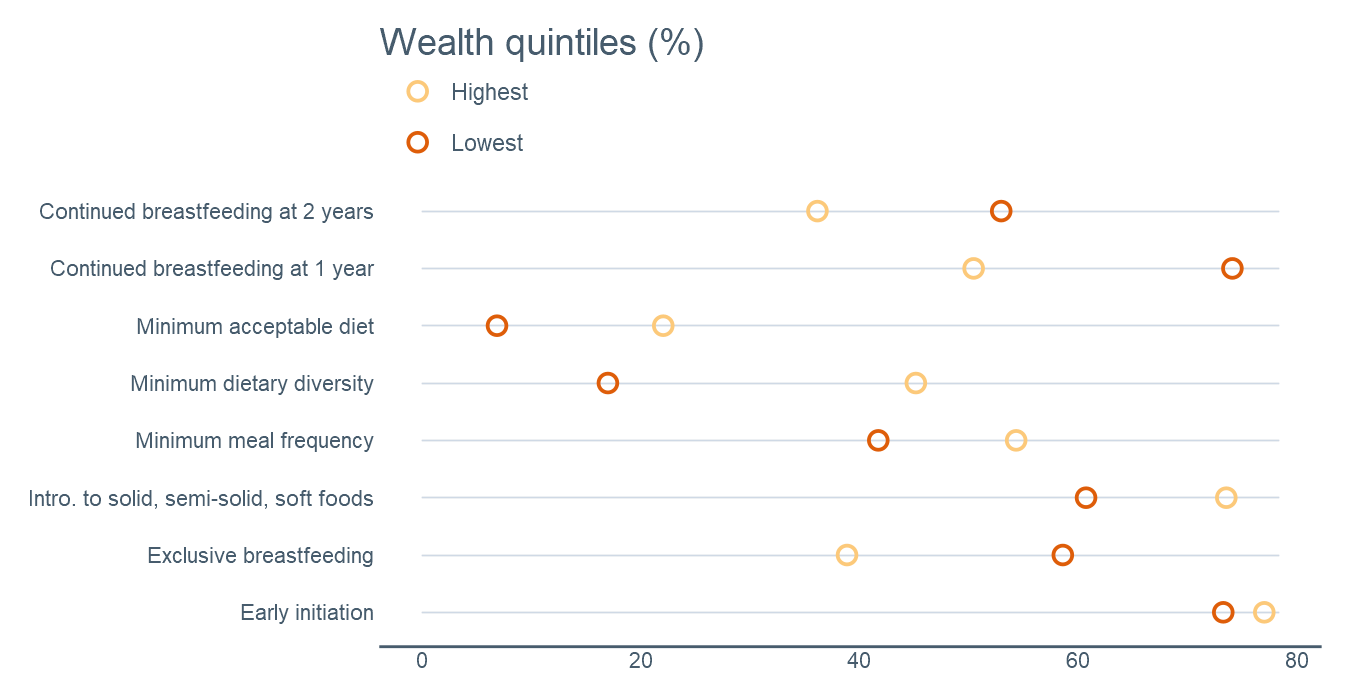 Wealth quintiles (%)
Highest
Lowest
Continued breastfeeding at 2 years
Continued breastfeeding at 1 year
Minimum acceptable diet
Minimum dietary diversity
Minimum meal frequency
Intro. to solid, semi-solid, soft foods
Exclusive breastfeeding
Early initiation
0 20 40 60 80